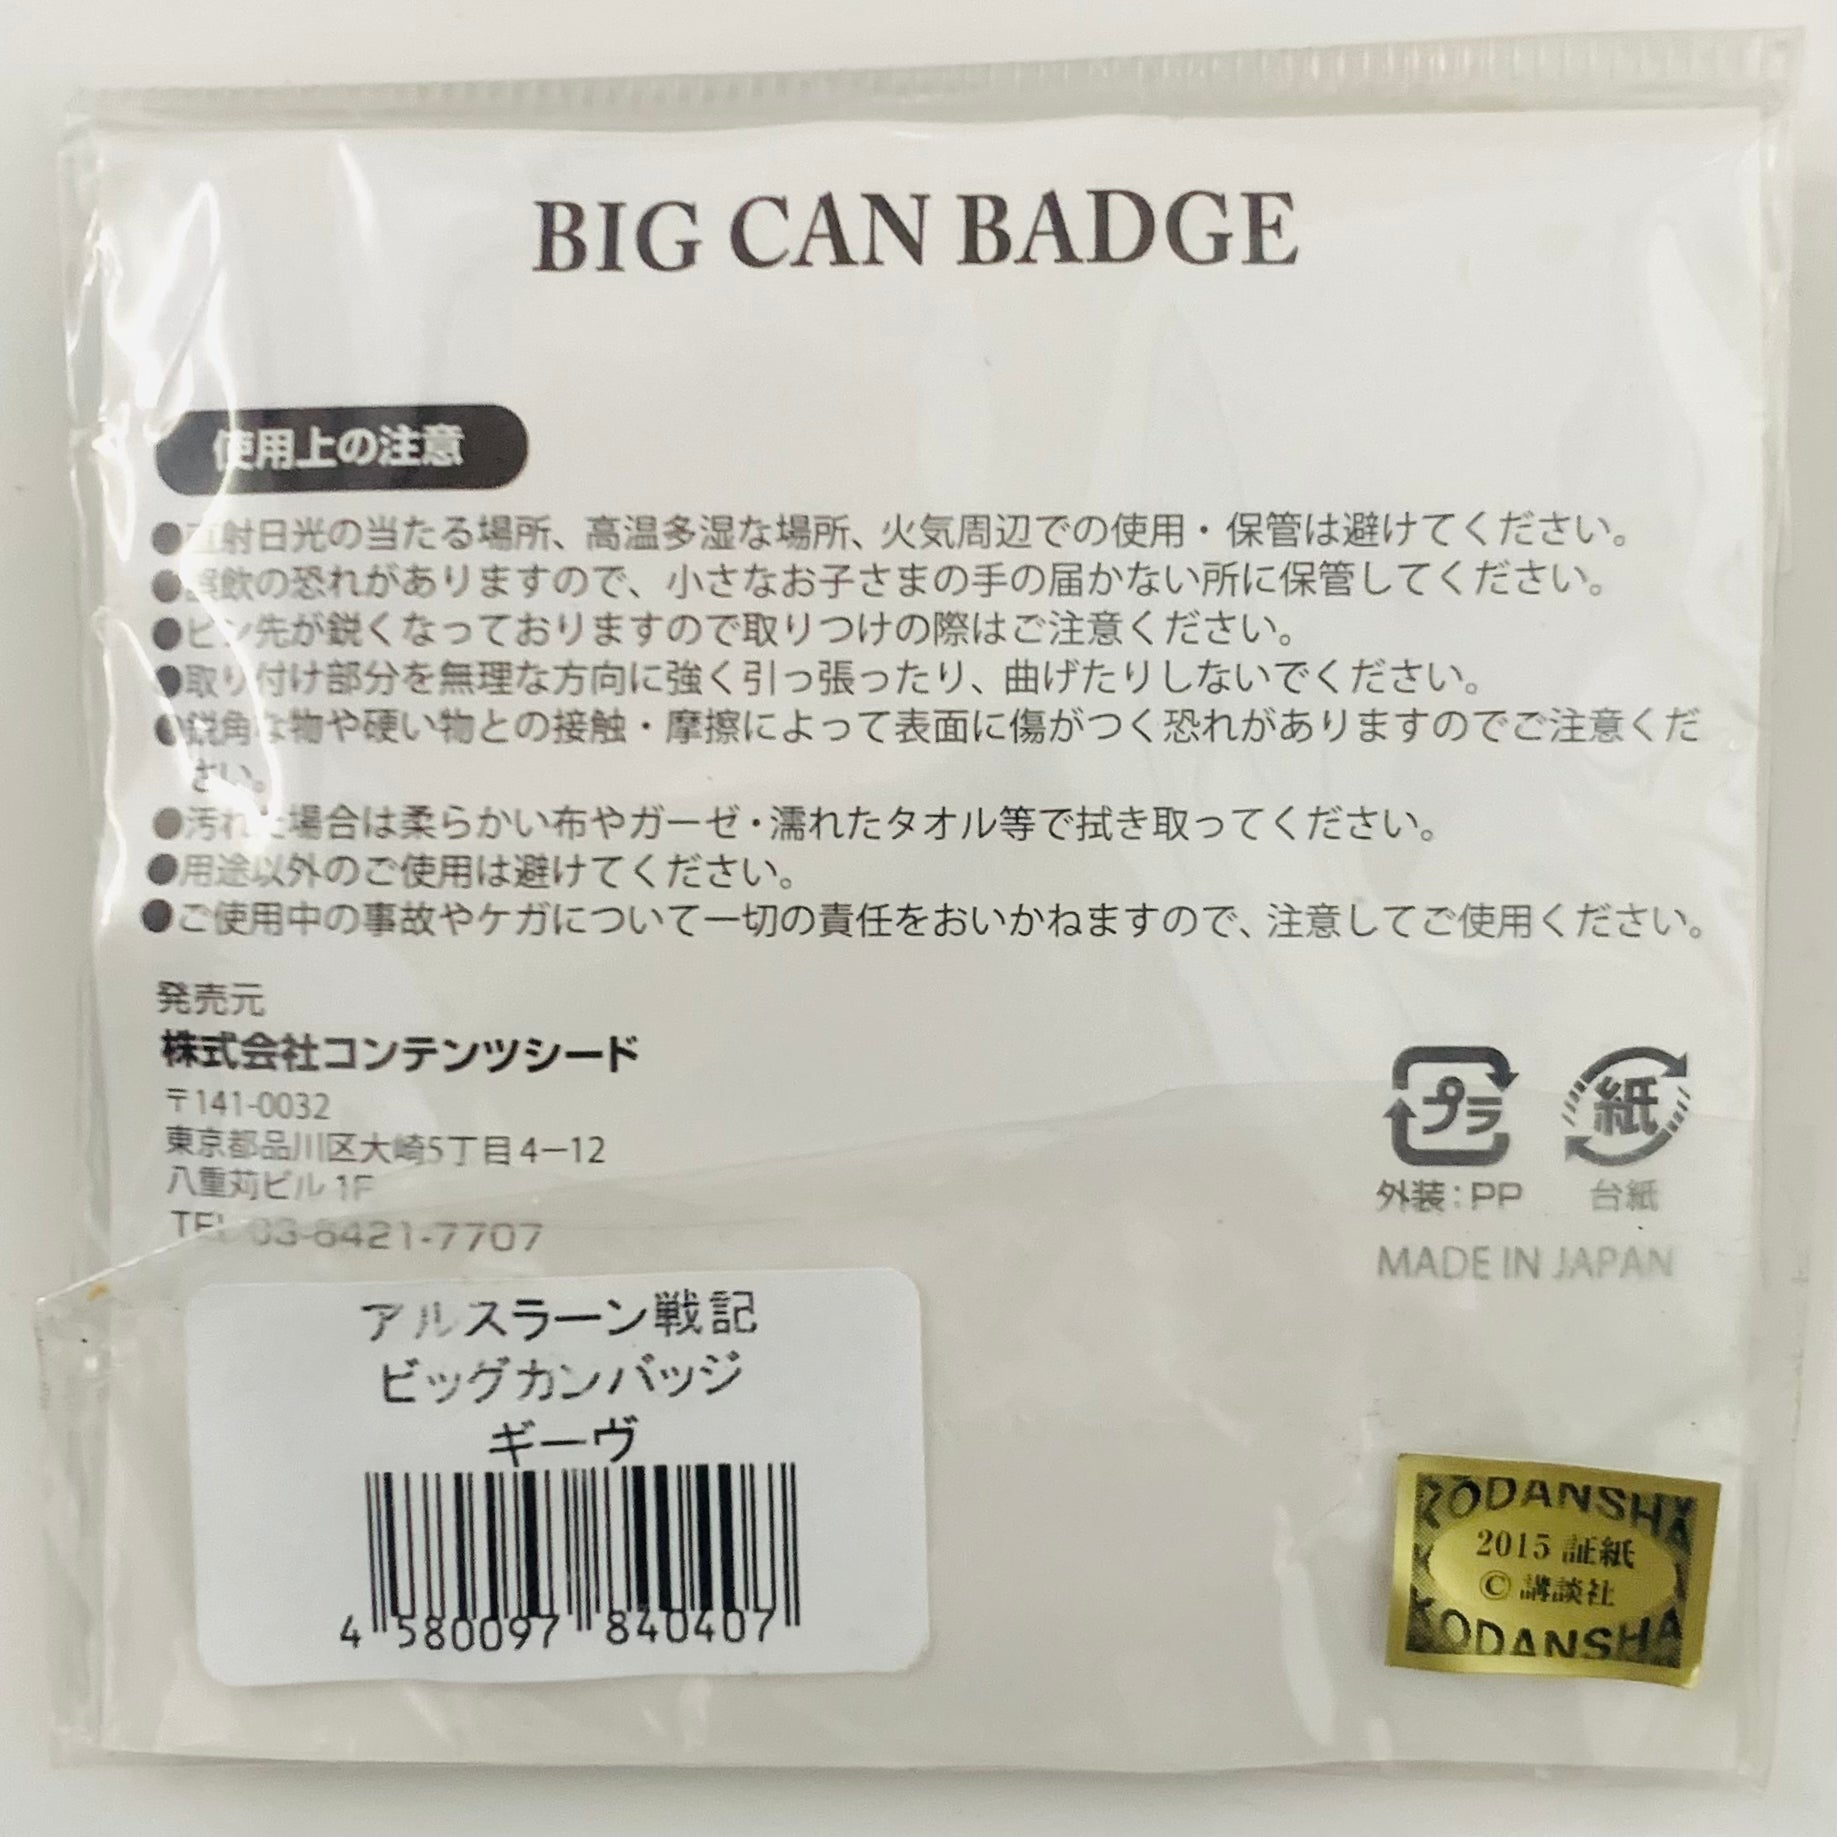 BIG CAN BADGE
使用上の注意
●直射日光の当たる場所、高温多湿な場所、火気周辺での使用・保管は避けてください。
●誤飲の恐れがありますので、小さなお子さまの手の届かない所に保管してください。
●ピン先が鋭くなっておりますので取りつけの際はご注意ください。
●取り付け部分を無理な方向に強く引っ張ったり、曲げたりしないでください。
●鋭角な物や硬い物との接触・摩擦によって表面に傷がつく恐れがありますのでご注意くだ
さい。
●汚れた場合は柔らかい布やガーゼ・濡れたタオル等で拭き取ってください。
●用途以外のご使用は避けてください。
●ご使用中の事故やケガについて一切の責任をおいかねますので、注意してご使用ください。
発売元
株式会社コンテンツシード
〒141-0032
東京都品川区大崎5丁目4−12
八重苅ビル 1F
TEL 03-6421-7707
プラ 紙
外装:PP 台紙
MADE IN JAPAN
アルスラーン戦記
ビッグカンバッジ
ギーヴ
4 580097 840407
KODANSHA
2015 証紙
© 講談社
KODANSHA